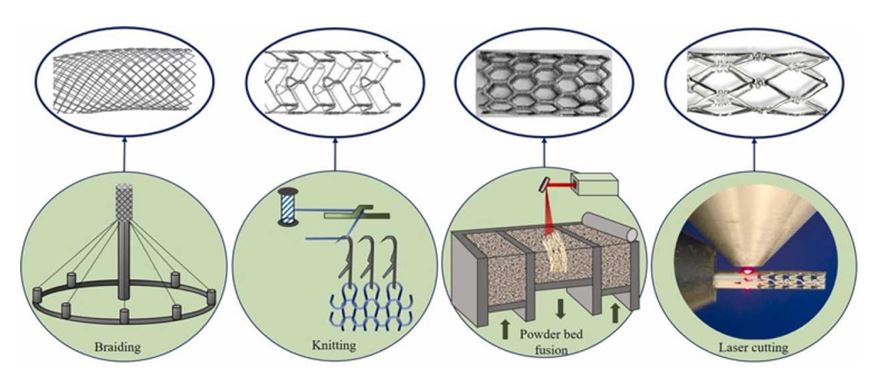 Braiding
Knitting
Powder bed
fusion
Laser cutting